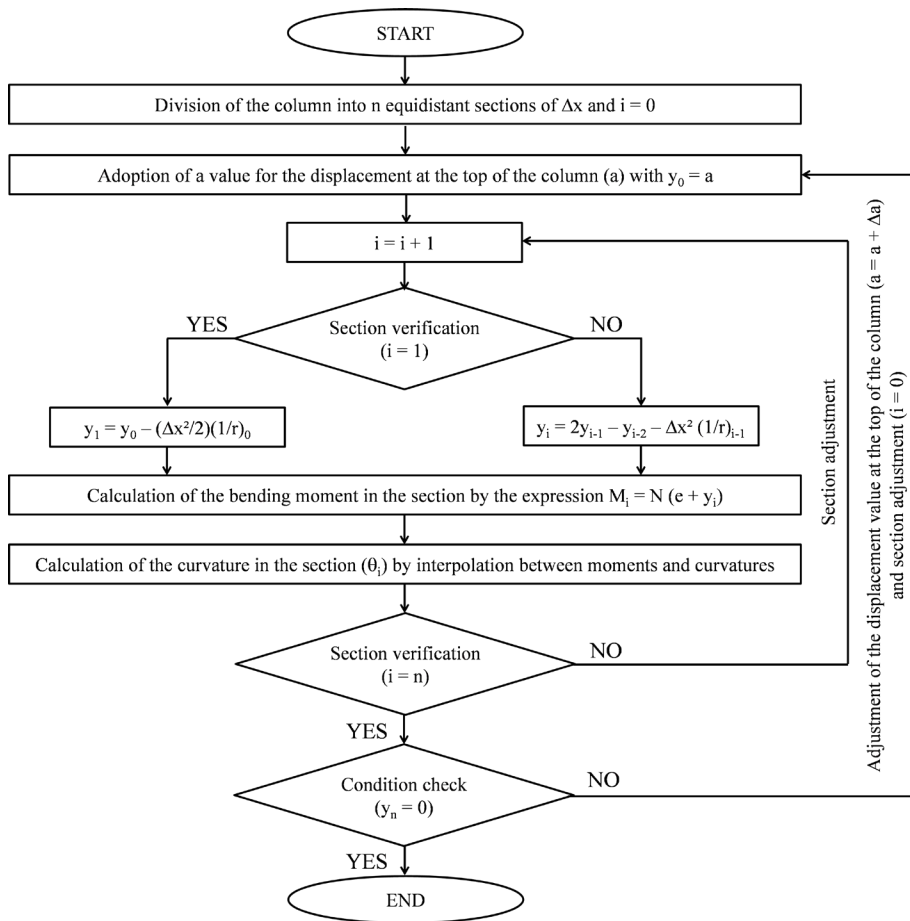 START
Division of the column into n equidistant sections of Δx and i = 0
Adoption of a value for the displacement at the top of the column (a) with y₀ = a
i = i + 1
Section verification
(i = 1)
YES
NO
y₁ = y₀ – (Δx²/2)(1/r)₀
yᵢ = 2yᵢ₋₁ – yᵢ₋₂ – Δx² (1/r)ᵢ₋₁
Calculation of the bending moment in the section by the expression Mᵢ = N (e + yᵢ)
Calculation of the curvature in the section (θᵢ) by interpolation between moments and curvatures
Section verification
(i = n)
NO
YES
Condition check
(yₙ = 0)
NO
YES
END
Section adjustment
Adjustment of the displacement value at the top of the column (a = a + Δa)
and section adjustment (i = 0)